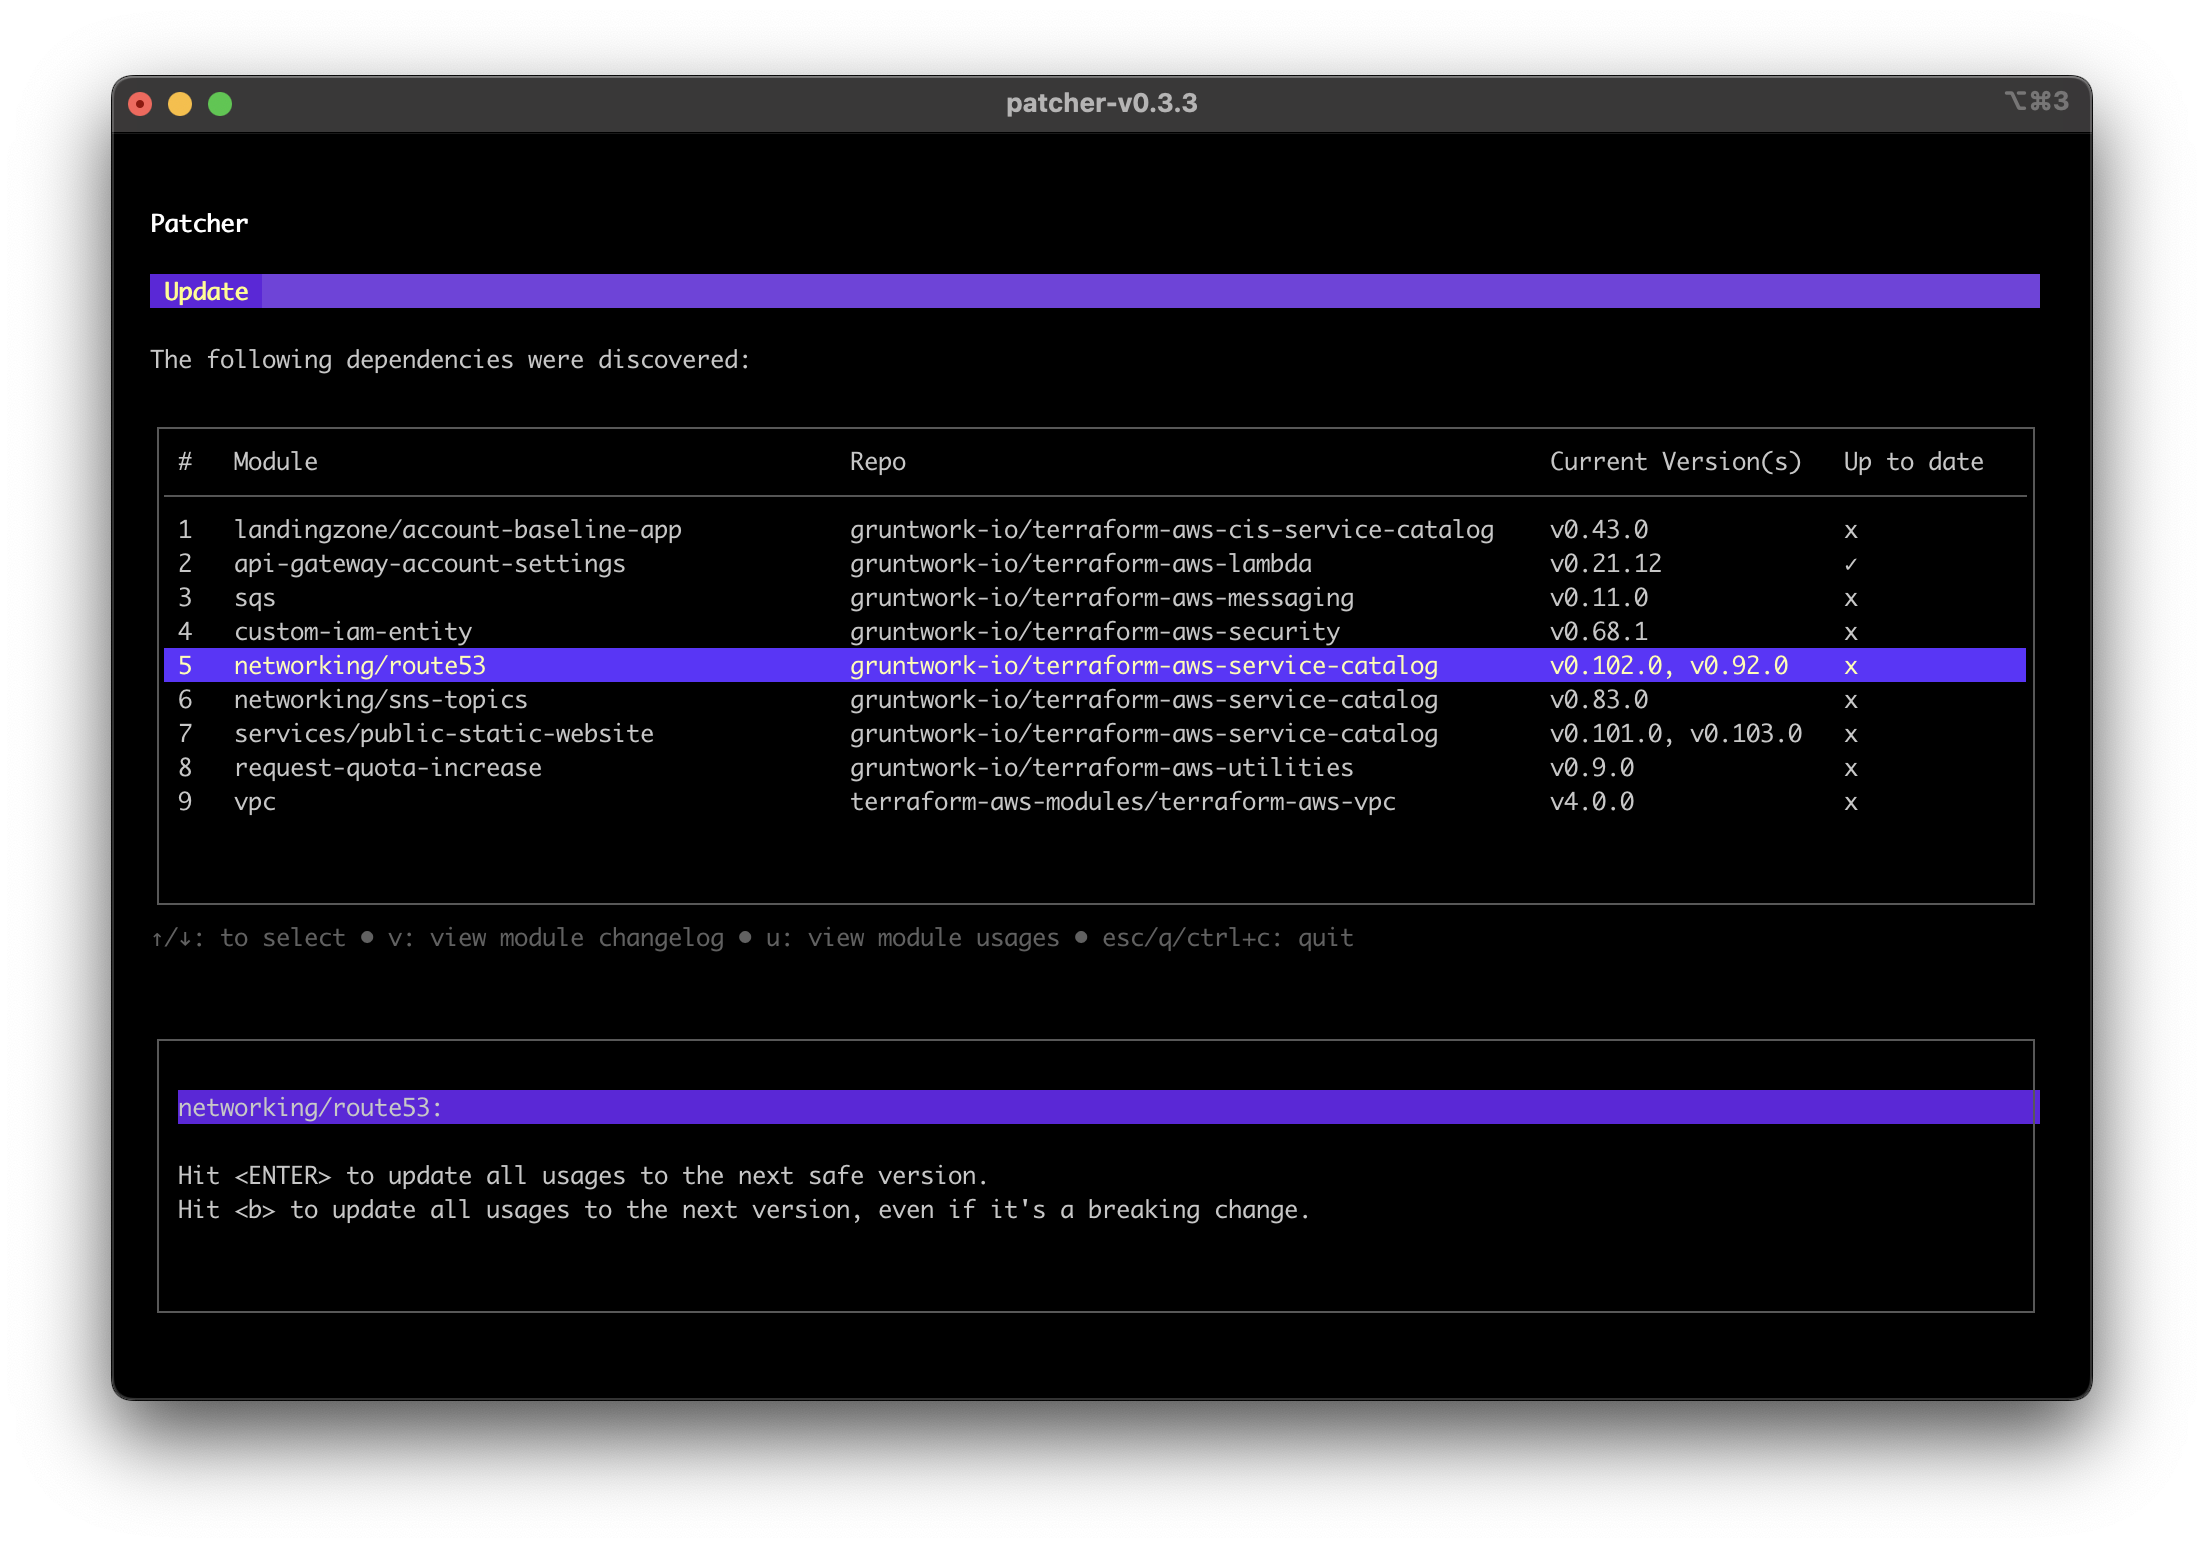 patcher-v0.3.3 ⌥⌘3
Patcher
Update
The following dependencies were discovered:
# Module Repo Current Version(s) Up to date
1 landingzone/account-baseline-app gruntwork-io/terraform-aws-cis-service-catalog v0.43.0 x
2 api-gateway-account-settings gruntwork-io/terraform-aws-lambda v0.21.12 ✓
3 sqs gruntwork-io/terraform-aws-messaging v0.11.0 x
4 custom-iam-entity gruntwork-io/terraform-aws-security v0.68.1 x
5 networking/route53 gruntwork-io/terraform-aws-service-catalog v0.102.0, v0.92.0 x
6 networking/sns-topics gruntwork-io/terraform-aws-service-catalog v0.83.0 x
7 services/public-static-website gruntwork-io/terraform-aws-service-catalog v0.101.0, v0.103.0 x
8 request-quota-increase gruntwork-io/terraform-aws-utilities v0.9.0 x
9 vpc terraform-aws-modules/terraform-aws-vpc v4.0.0 x
↑/↓: to select ● v: view module changelog ● u: view module usages ● esc/q/ctrl+c: quit
networking/route53:
Hit <ENTER> to update all usages to the next safe version.
Hit <b> to update all usages to the next version, even if it's a breaking change.